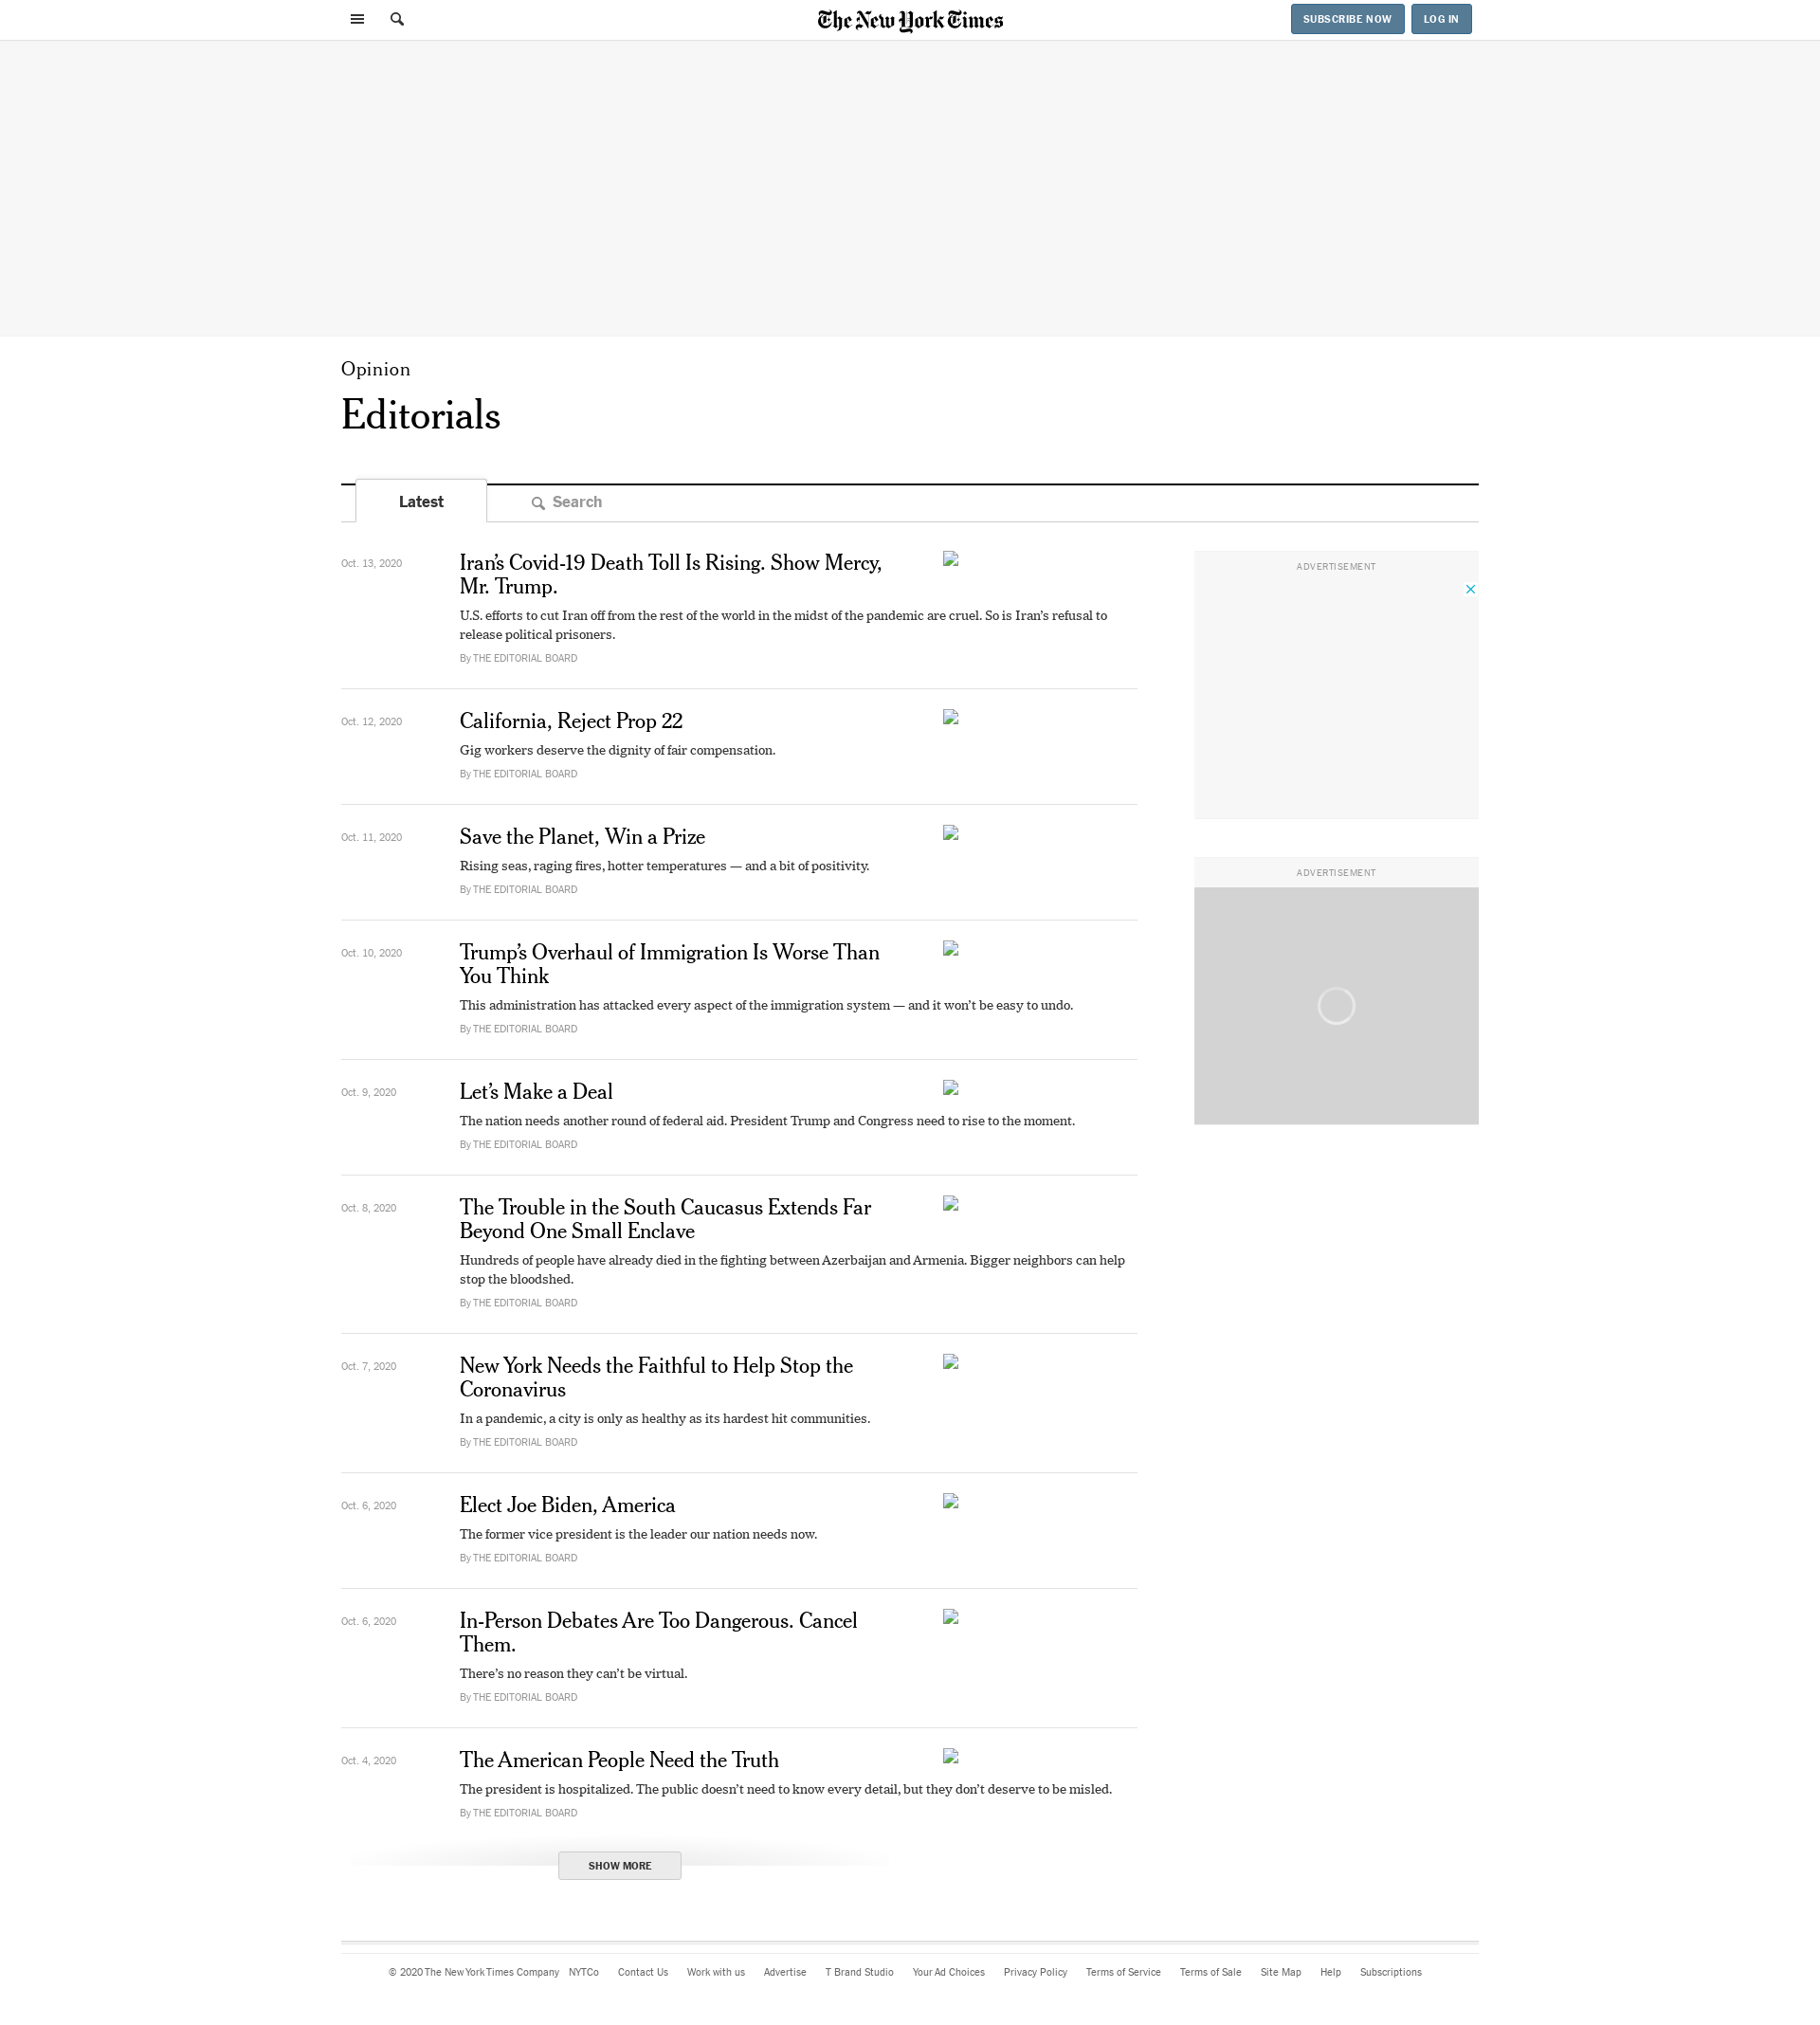 The New York Times
SUBSCRIBE NOW
LOG IN
Opinion
Editorials
Latest
Search
Oct. 13, 2020
Iran’s Covid-19 Death Toll Is Rising. Show Mercy,
Mr. Trump.
U.S. efforts to cut Iran off from the rest of the world in the midst of the pandemic are cruel. So is Iran’s refusal to
release political prisoners.
By THE EDITORIAL BOARD
Oct. 12, 2020
California, Reject Prop 22
Gig workers deserve the dignity of fair compensation.
By THE EDITORIAL BOARD
Oct. 11, 2020
Save the Planet, Win a Prize
Rising seas, raging fires, hotter temperatures — and a bit of positivity.
By THE EDITORIAL BOARD
Oct. 10, 2020
Trump’s Overhaul of Immigration Is Worse Than
You Think
This administration has attacked every aspect of the immigration system — and it won’t be easy to undo.
By THE EDITORIAL BOARD
Oct. 9, 2020
Let’s Make a Deal
The nation needs another round of federal aid. President Trump and Congress need to rise to the moment.
By THE EDITORIAL BOARD
Oct. 8, 2020
The Trouble in the South Caucasus Extends Far
Beyond One Small Enclave
Hundreds of people have already died in the fighting between Azerbaijan and Armenia. Bigger neighbors can help
stop the bloodshed.
By THE EDITORIAL BOARD
Oct. 7, 2020
New York Needs the Faithful to Help Stop the
Coronavirus
In a pandemic, a city is only as healthy as its hardest hit communities.
By THE EDITORIAL BOARD
Oct. 6, 2020
Elect Joe Biden, America
The former vice president is the leader our nation needs now.
By THE EDITORIAL BOARD
Oct. 6, 2020
In-Person Debates Are Too Dangerous. Cancel
Them.
There’s no reason they can’t be virtual.
By THE EDITORIAL BOARD
Oct. 4, 2020
The American People Need the Truth
The president is hospitalized. The public doesn’t need to know every detail, but they don’t deserve to be misled.
By THE EDITORIAL BOARD
SHOW MORE
ADVERTISEMENT
ADVERTISEMENT
© 2020 The New York Times Company NYTCo Contact Us Work with us Advertise T Brand Studio Your Ad Choices Privacy Policy Terms of Service Terms of Sale Site Map Help Subscriptions